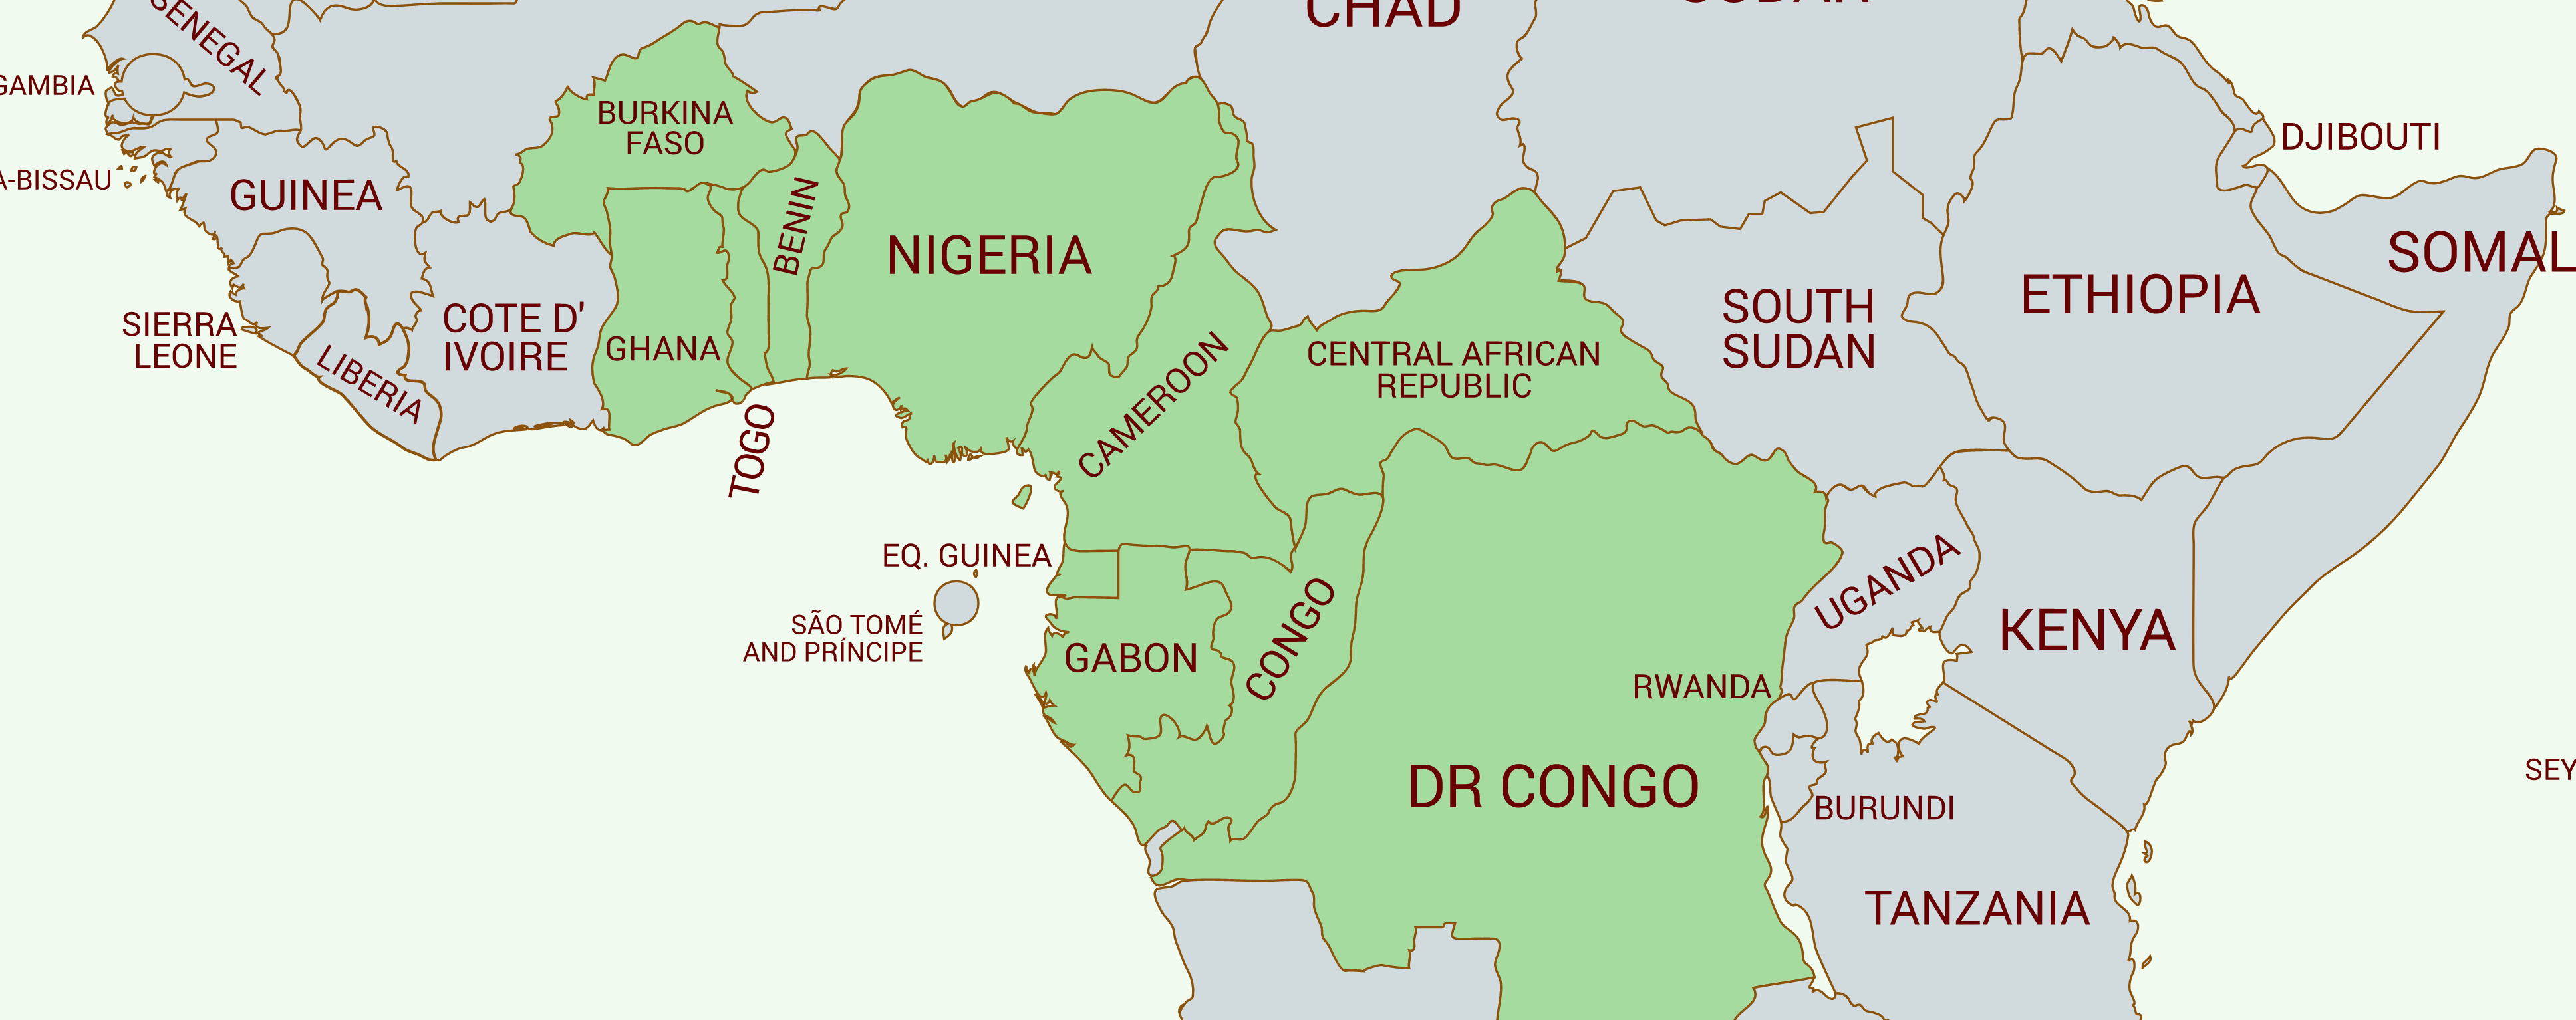 CHAD
SENEGAL
GAMBIA
BURKINA
FASO
DJIBOUTI
A-BISSAU
GUINEA
BENIN
NIGERIA
SOMAL
ETHIOPIA
SIERRA
LEONE
LIBERIA
COTE D'
IVOIRE
GHANA
CAMEROON
CENTRAL AFRICAN
REPUBLIC
SOUTH
SUDAN
TOGO
EQ. GUINEA
SÃO TOMÉ
AND PRÍNCIPE
GABON
CONGO
UGANDA
KENYA
RWANDA
DR CONGO
BURUNDI
SEY
TANZANIA